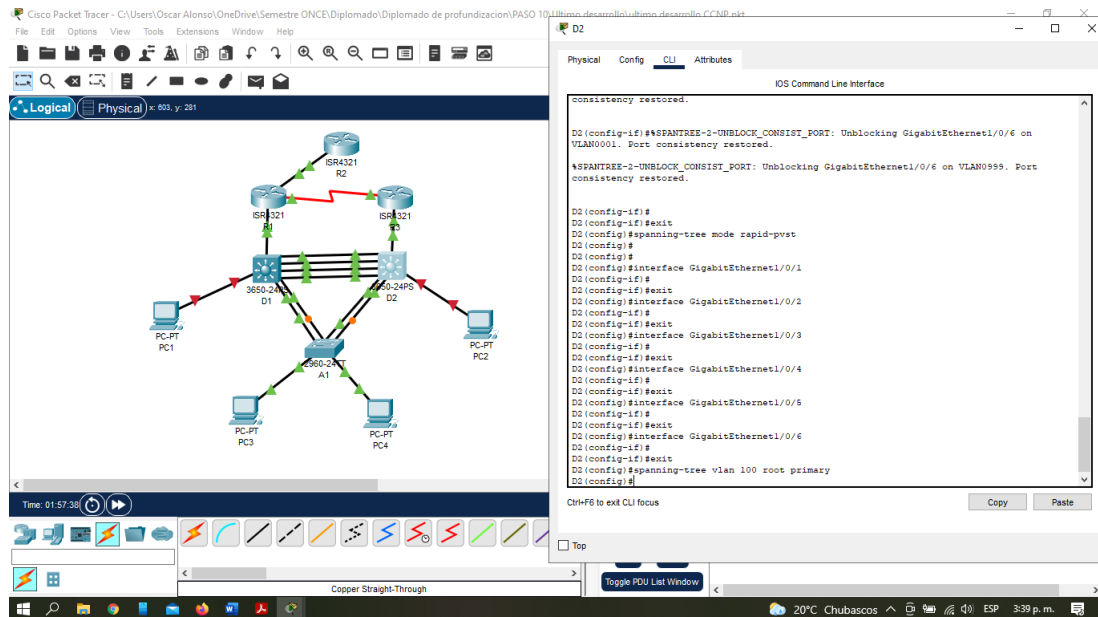 Cisco Packet Tracer - C:\Users\Oscar Alonso\OneDrive\Semestre ONCE\Diplomado\Diplomado de profundizacion\PASO 10\Ultimo desarrollo\ultimo desarrollo CCNP.pkt
File Edit Options View Tools Extensions Window Help
Logical Physical x: 603, y: 281
ISR4321
R2
ISR4321
R1
ISR4321
3650-24PS
D1
3650-24PS
D2
PC-PT
PC1
PC-PT
PC2
2960-24TT
A1
PC-PT
PC3
PC-PT
PC4
Time: 01:57:38
Copper Straight-Through
Toggle PDU List Window
D2
Physical Config CLI Attributes
IOS Command Line Interface
consistency restored.
D2(config-if)#%SPANTREE-2-UNBLOCK_CONSIST_PORT: Unblocking GigabitEthernet1/0/6 on
VLAN0001. Port consistency restored.
%SPANTREE-2-UNBLOCK_CONSIST_PORT: Unblocking GigabitEthernet1/0/6 on VLAN0999. Port
consistency restored.
D2(config-if)#
D2(config-if)#exit
D2(config)#spanning-tree mode rapid-pvst
D2(config)#
D2(config)#interface GigabitEthernet1/0/1
D2(config-if)#
D2(config-if)#exit
D2(config)#interface GigabitEthernet1/0/2
D2(config-if)#
D2(config-if)#exit
D2(config)#interface GigabitEthernet1/0/3
D2(config-if)#
D2(config-if)#exit
D2(config)#interface GigabitEthernet1/0/4
D2(config-if)#
D2(config-if)#exit
D2(config)#interface GigabitEthernet1/0/5
D2(config-if)#
D2(config-if)#exit
D2(config)#interface GigabitEthernet1/0/6
D2(config-if)#
D2(config-if)#exit
D2(config)#spanning-tree vlan 100 root primary
D2(config)#
Ctrl+F6 to exit CLI focus
Copy Paste
Top
20°C Chubascos ESP 3:39 p. m.